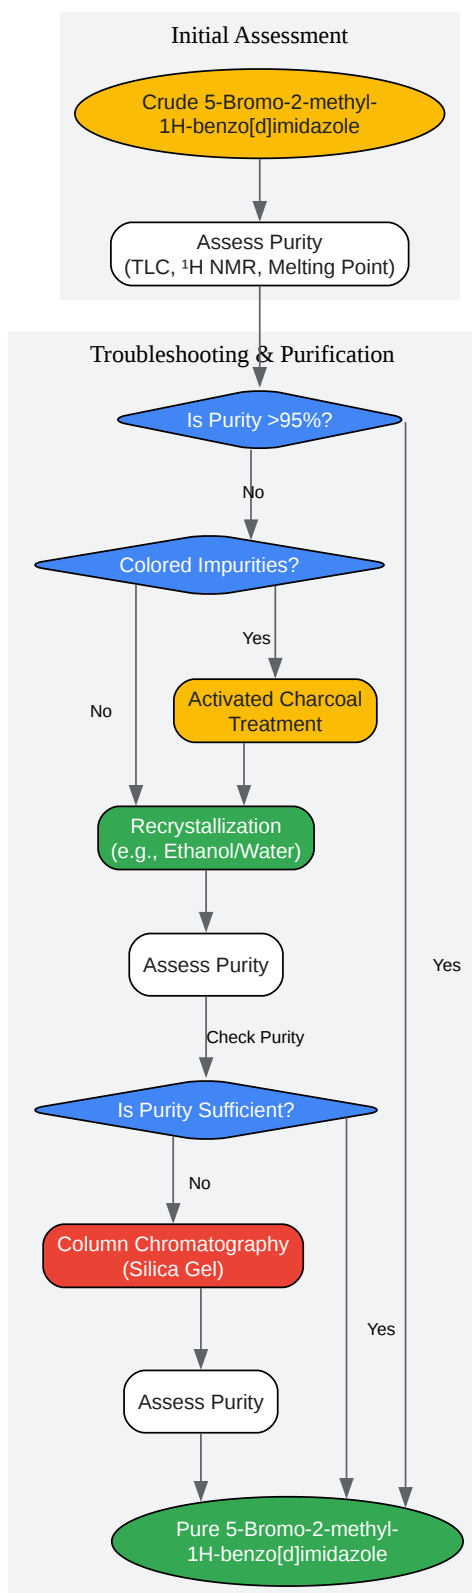 Initial Assessment
Crude 5-Bromo-2-methyl-
1H-benzo[d]imidazole
Assess Purity
(TLC, ¹H NMR, Melting Point)
Troubleshooting & Purification
Is Purity >95%?
No
Colored Impurities?
Yes
Activated Charcoal
Treatment
No
Recrystallization
(e.g., Ethanol/Water)
Assess Purity
Yes
Check Purity
Is Purity Sufficient?
No
Column Chromatography
(Silica Gel)
Yes
Assess Purity
Pure 5-Bromo-2-methyl-
1H-benzo[d]imidazole